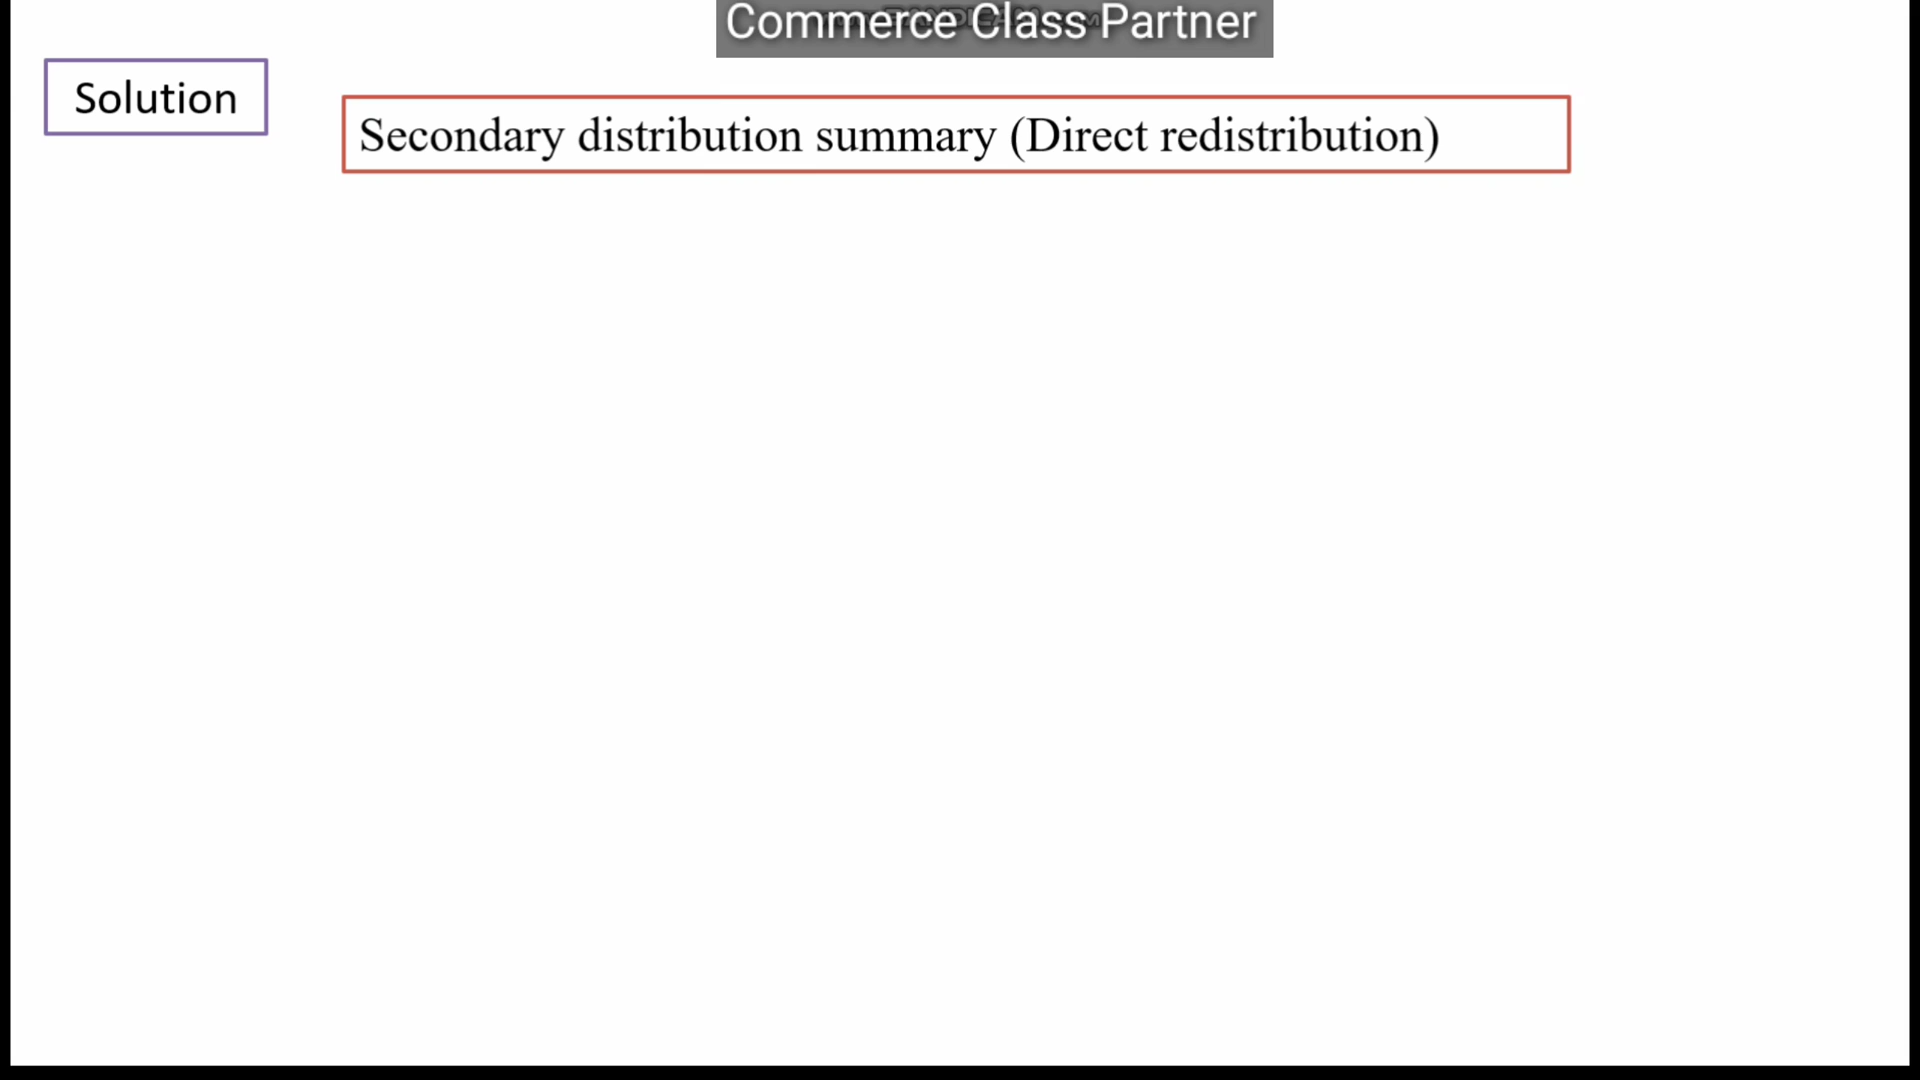 Commerce Class Partner
Solution
Secondary distribution summary (Direct redistribution)